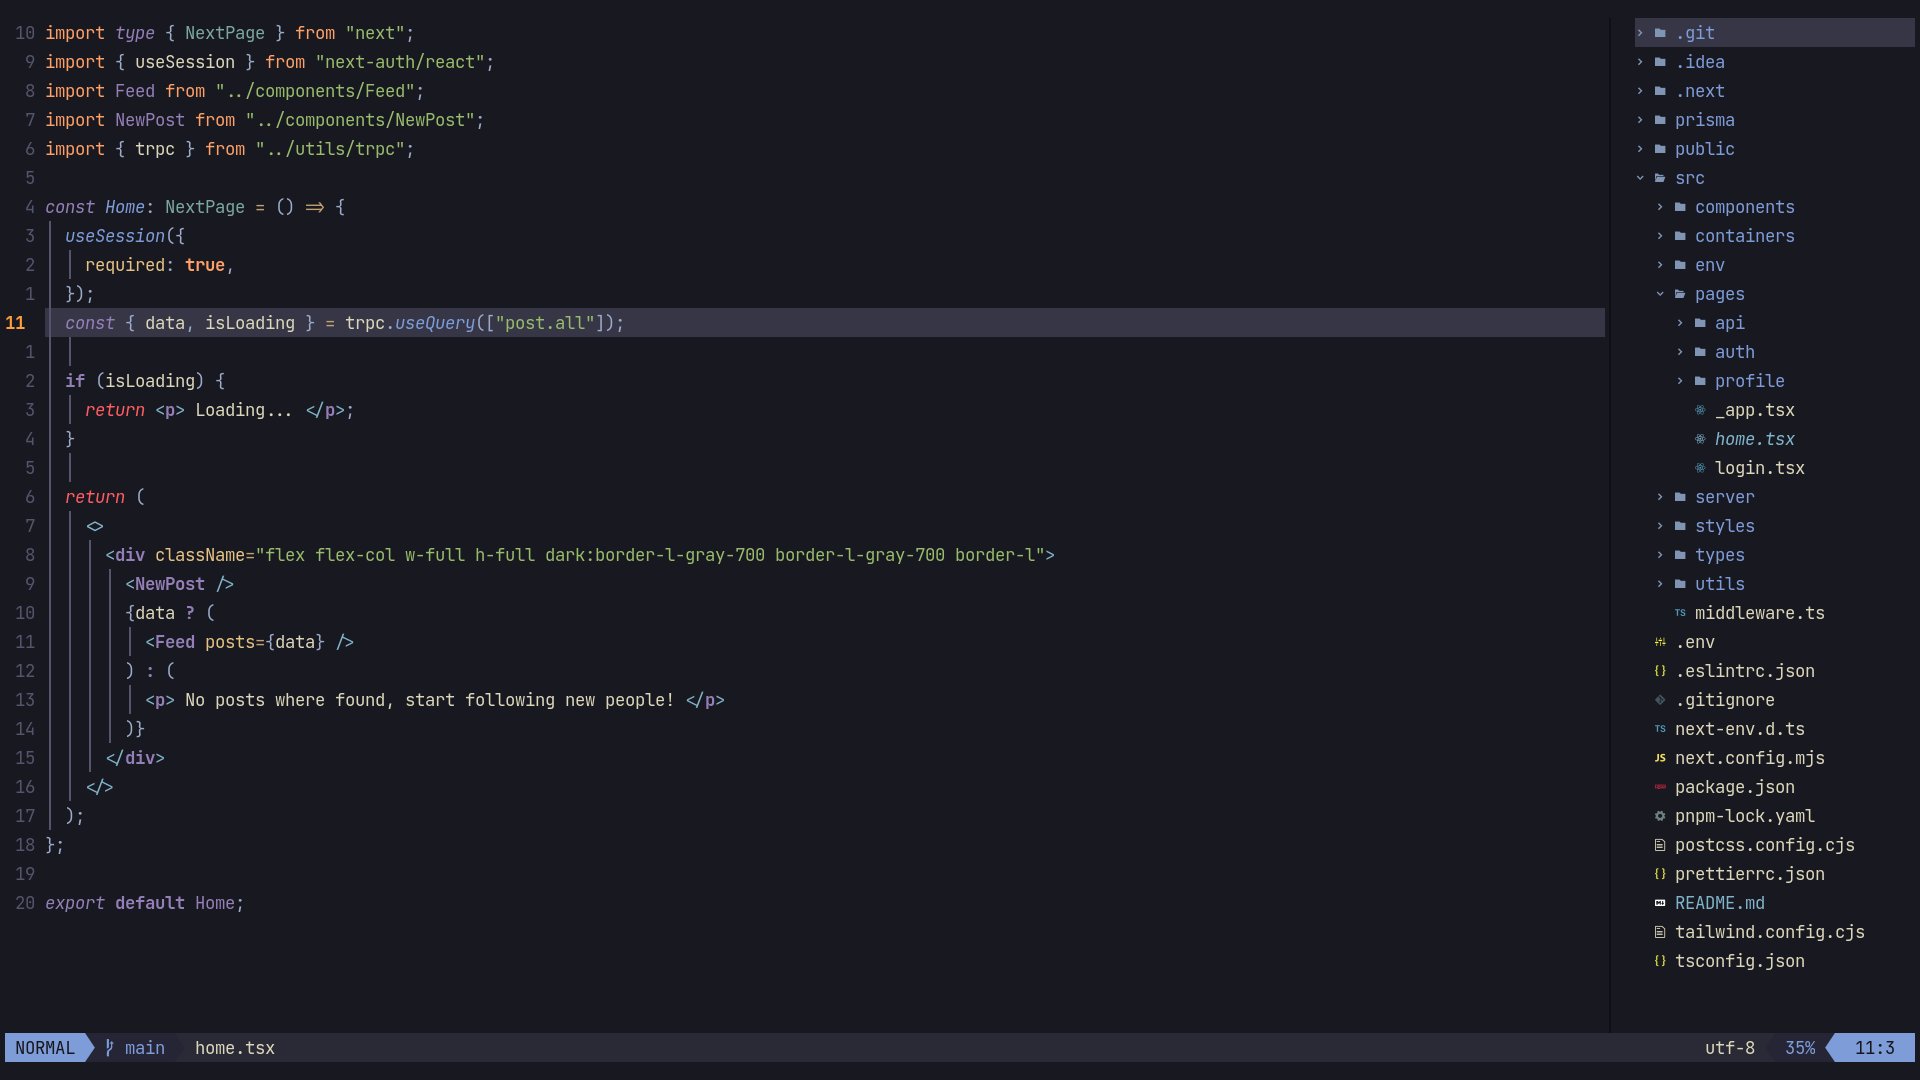 10 import type { NextPage } from "next";
9 import { useSession } from "next-auth/react";
8 import Feed from "../components/Feed";
7 import NewPost from "../components/NewPost";
6 import { trpc } from "../utils/trpc";
5
4 const Home: NextPage = () => {
3   useSession({
2     required: true,
1   });
11   const { data, isLoading } = trpc.useQuery(["post.all"]);
1
2   if (isLoading) {
3     return <p> Loading... </p>;
4   }
5
6   return (
7     <>
8       <div className="flex flex-col w-full h-full dark:border-l-gray-700 border-l-gray-700 border-l">
9         <NewPost />
10         {data ? (
11           <Feed posts={data} />
12         ) : (
13           <p> No posts where found, start following new people! </p>
14         )}
15       </div>
16     </>
17   );
18 };
19
20 export default Home;
.git
.idea
.next
prisma
public
src
components
containers
env
pages
api
auth
profile
_app.tsx
home.tsx
login.tsx
server
styles
types
utils
TS middleware.ts
.env
{} .eslintrc.json
.gitignore
TS next-env.d.ts
JS next.config.mjs
package.json
pnpm-lock.yaml
postcss.config.cjs
{} prettierrc.json
README.md
tailwind.config.cjs
{} tsconfig.json
NORMAL main home.tsx utf-8 35% 11:3